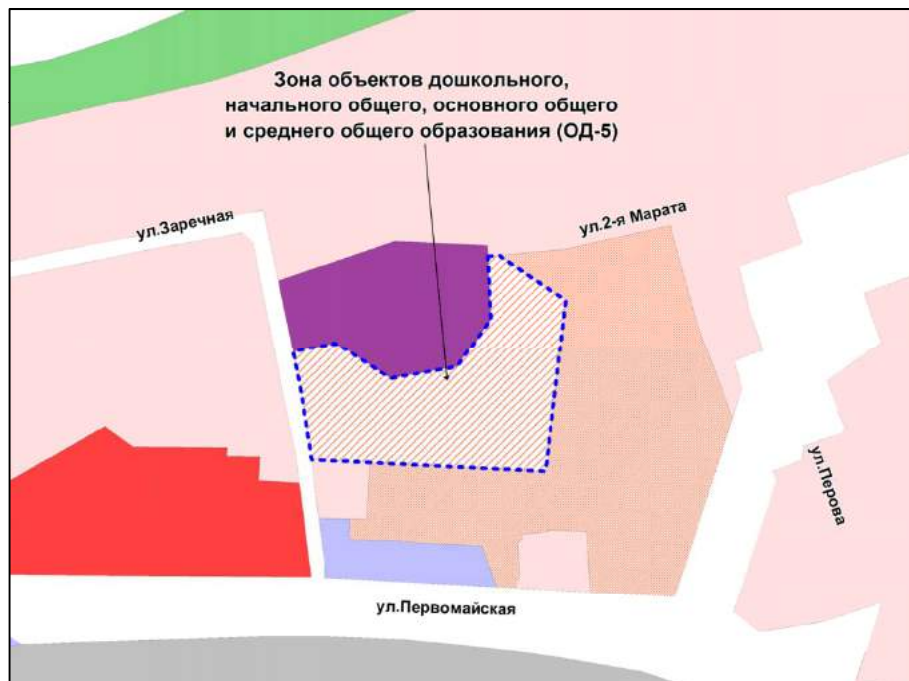 Зона объектов дошкольного,
начального общего, основного общего
и среднего общего образования (ОД-5)
ул.Заречная
ул.2-я Марата
ул.Перова
ул.Первомайская